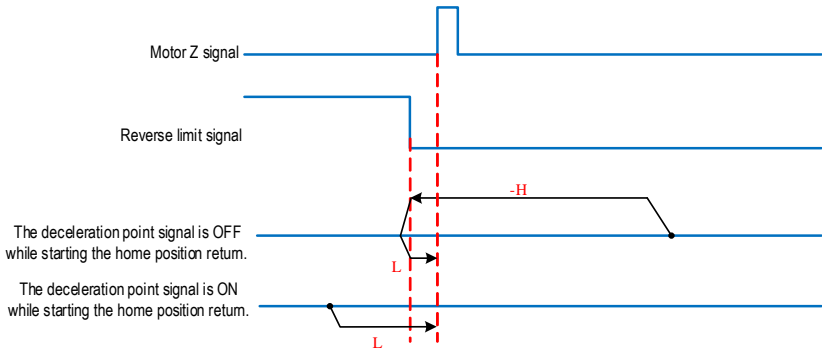 Motor Z signal
Reverse limit signal
-H
The deceleration point signal is OFF
while starting the home position return.
L
The deceleration point signal is ON
while starting the home position return.
L